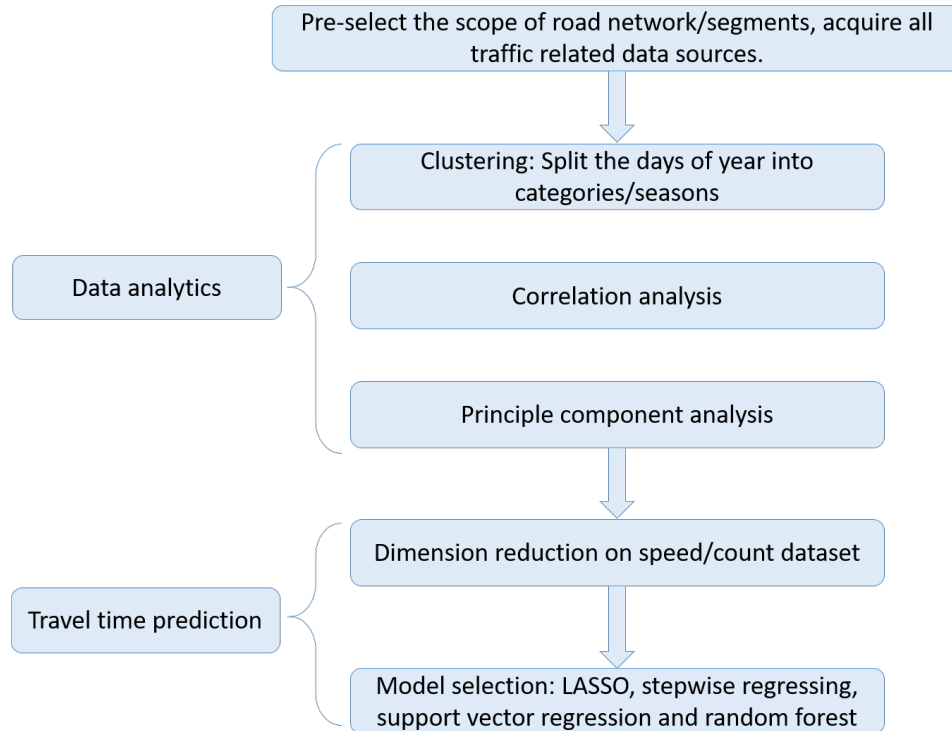 Pre-select the scope of road network/segments, acquire all
traffic related data sources.
Clustering: Split the days of year into
categories/seasons
Data analytics
Correlation analysis
Principle component analysis
Dimension reduction on speed/count dataset
Travel time prediction
Model selection: LASSO, stepwise regressing,
support vector regression and random forest